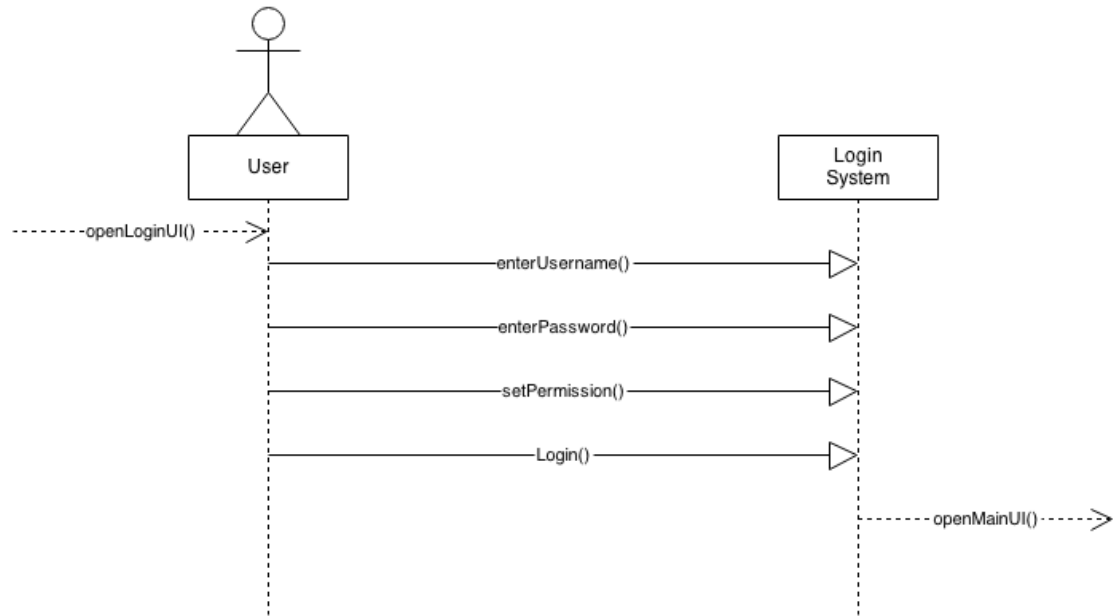 User
Login
System
openLoginUI()
enterUsername()
enterPassword()
setPermission()
Login()
openMainUI()